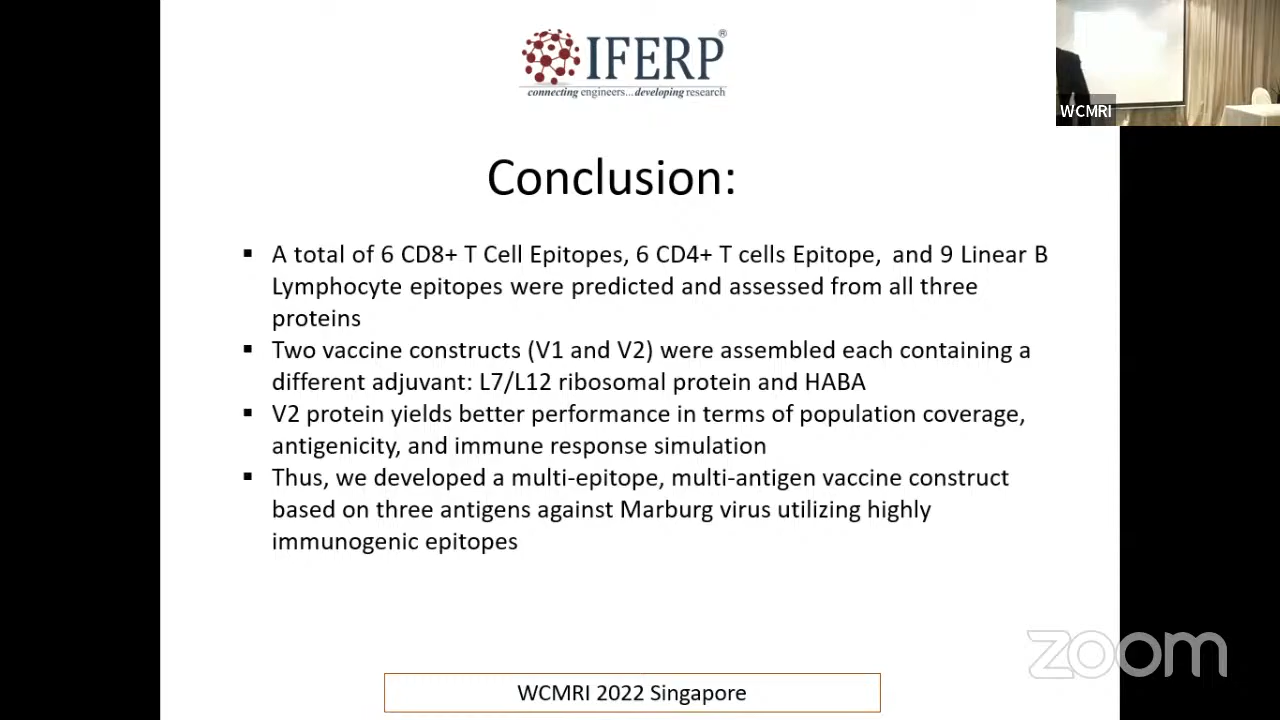 IFERP®
connecting engineers...developing research
WCMRI
Conclusion:
▪ A total of 6 CD8+ T Cell Epitopes, 6 CD4+ T cells Epitope, and 9 Linear B
Lymphocyte epitopes were predicted and assessed from all three
proteins
▪ Two vaccine constructs (V1 and V2) were assembled each containing a
different adjuvant: L7/L12 ribosomal protein and HABA
▪ V2 protein yields better performance in terms of population coverage,
antigenicity, and immune response simulation
▪ Thus, we developed a multi-epitope, multi-antigen vaccine construct
based on three antigens against Marburg virus utilizing highly
immunogenic epitopes
zoom
WCMRI 2022 Singapore